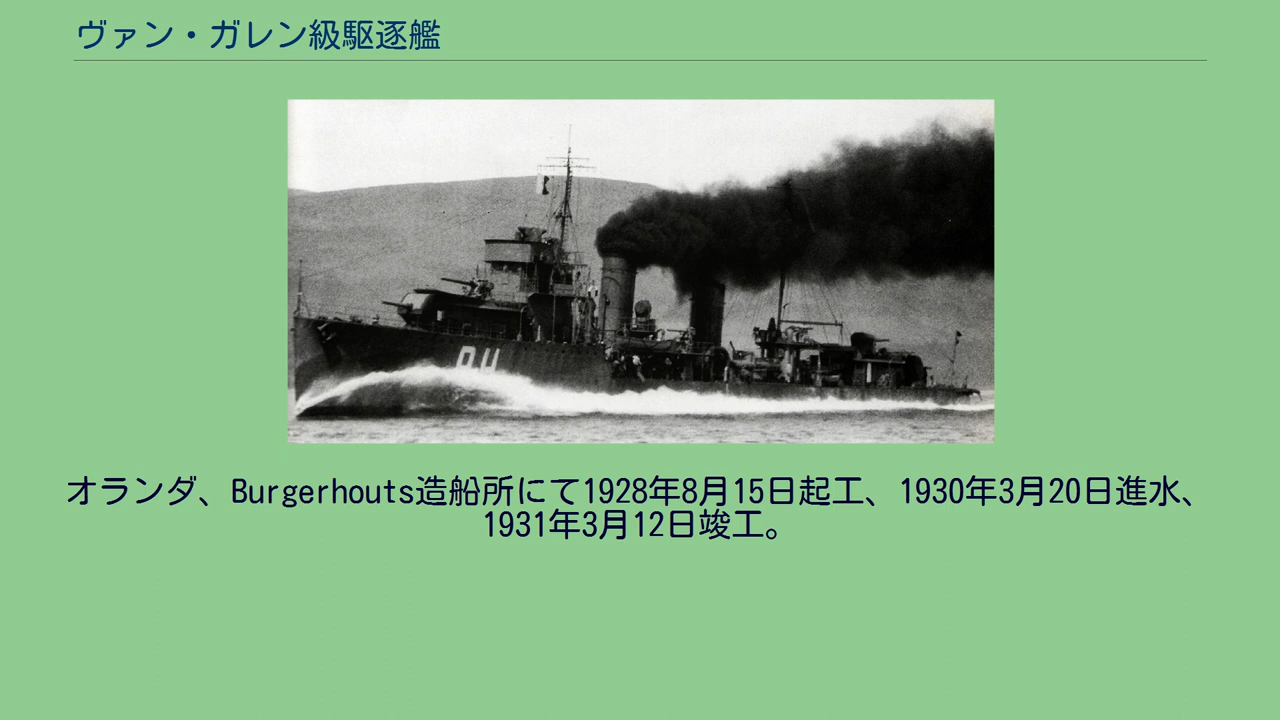 ヴァン・ガレン級駆逐艦
オランダ、Burgerhouts造船所にて1928年8月15日起工、1930年3月20日進水、
1931年3月12日竣工。